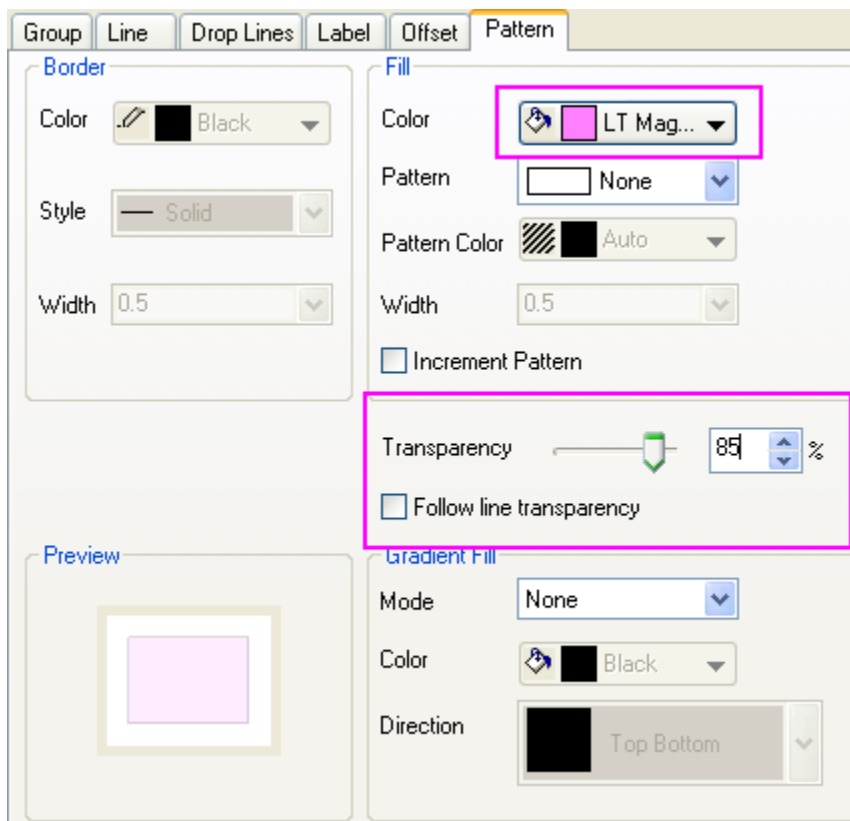 Group Line Drop Lines Label Offset Pattern
Border
Color Black
Style Solid
Width 0.5
Fill
Color LT Mag...
Pattern None
Pattern Color Auto
Width 0.5
Increment Pattern
Transparency 85 %
Follow line transparency
Preview
Gradient Fill
Mode None
Color Black
Direction Top Bottom